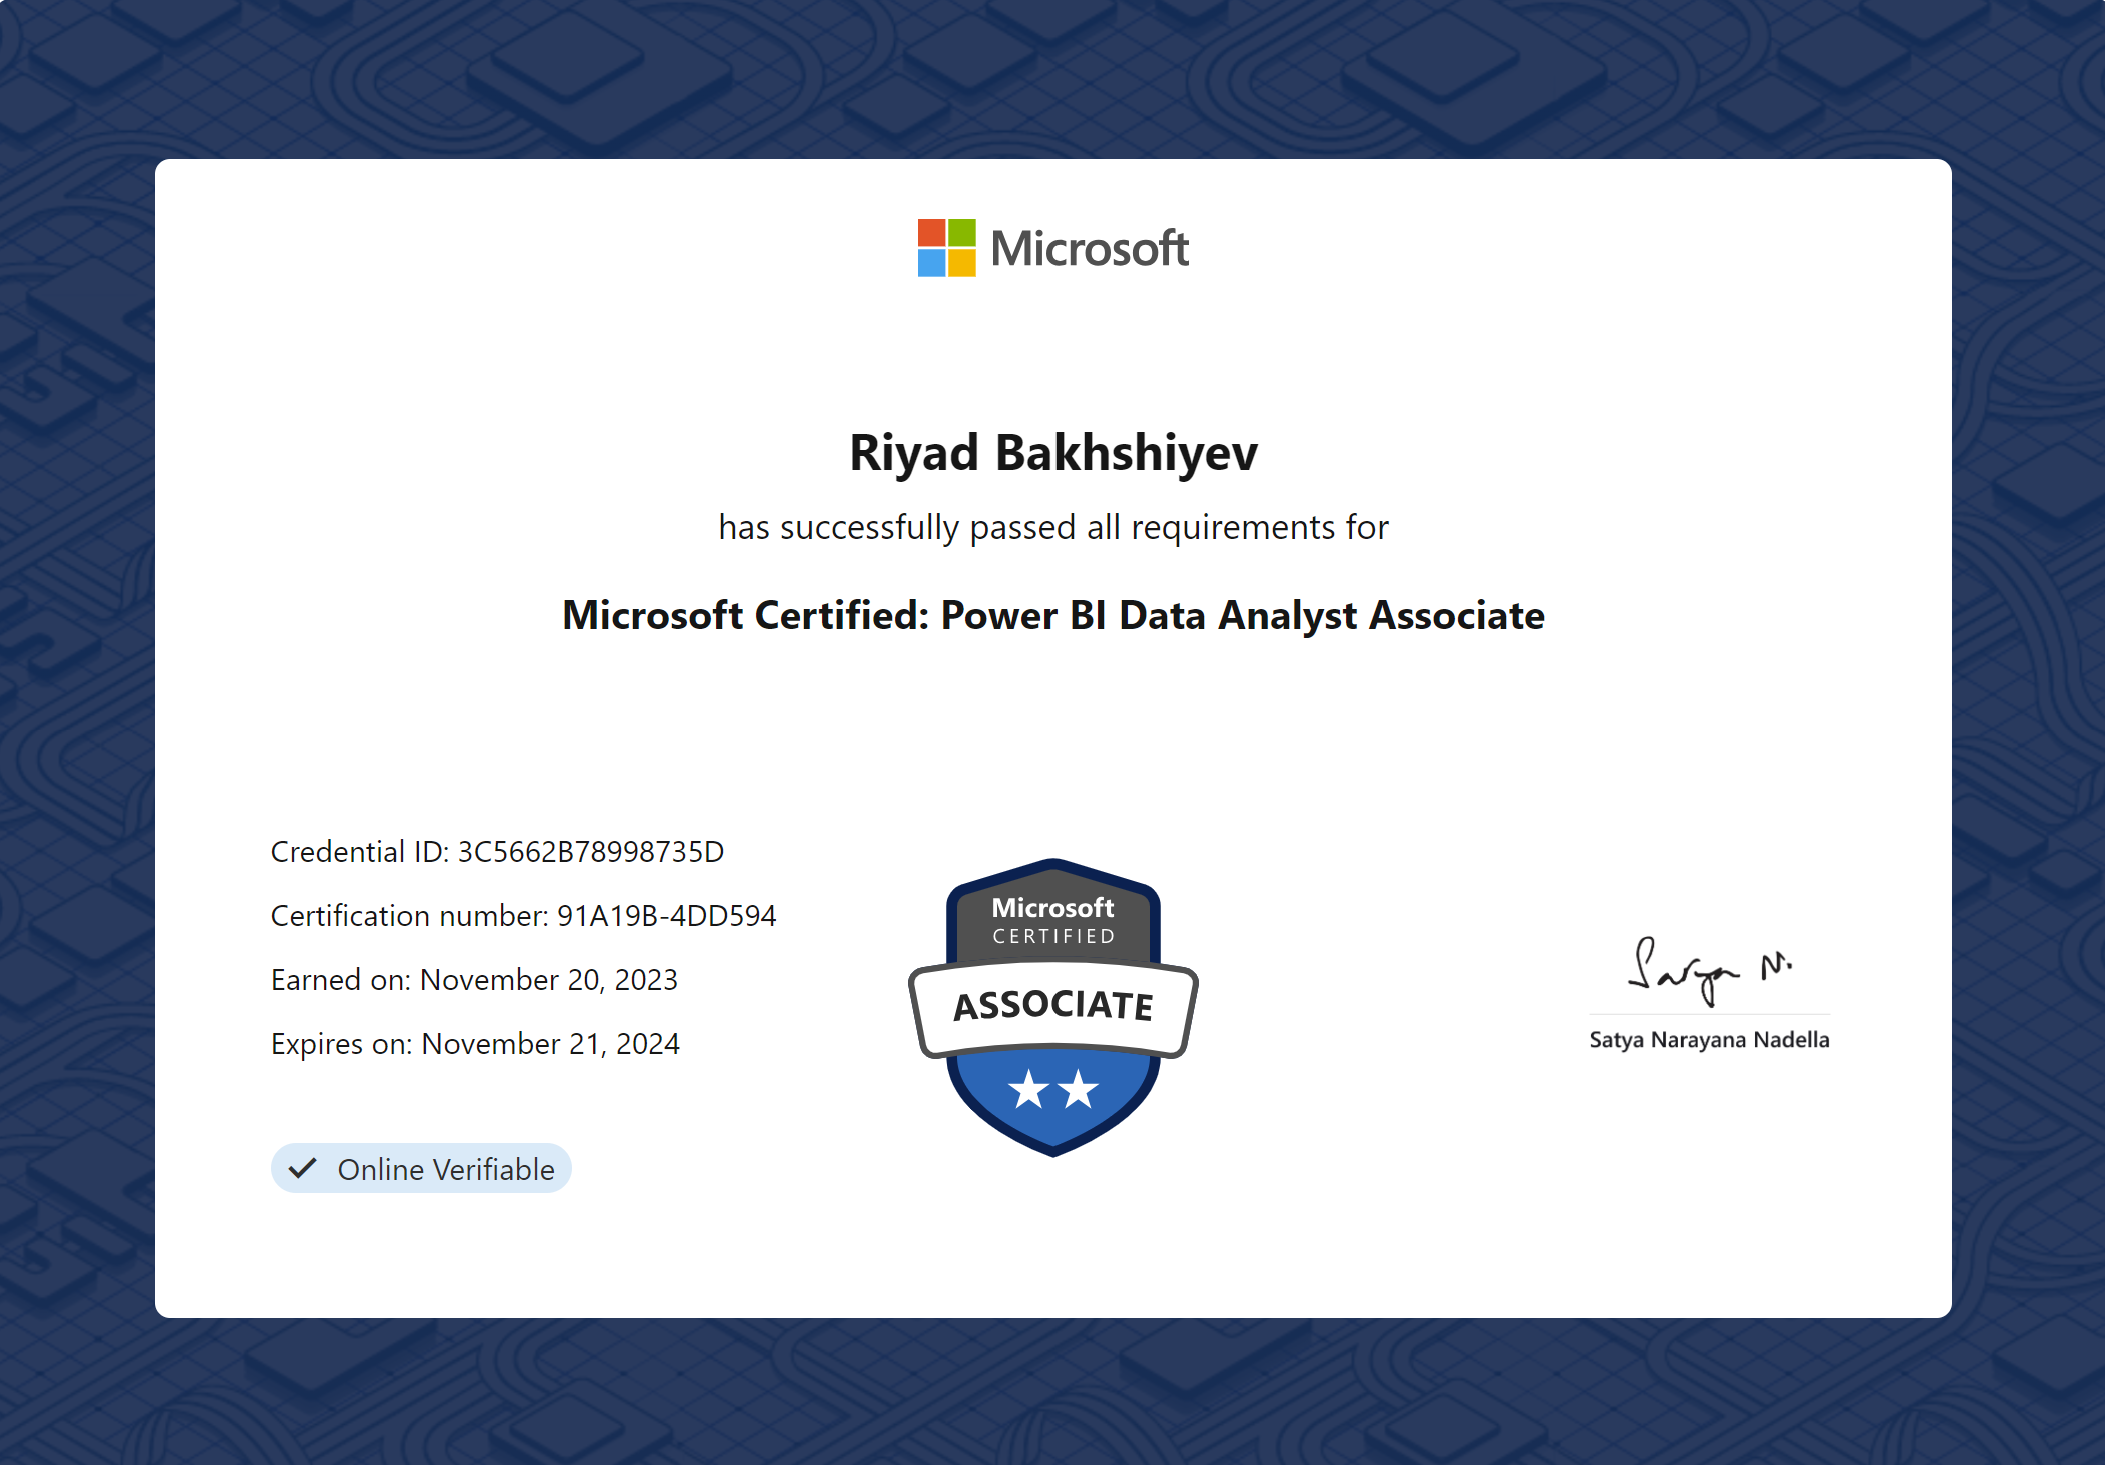 Microsoft
Riyad Bakhshiyev
has successfully passed all requirements for
Microsoft Certified: Power BI Data Analyst Associate
Credential ID: 3C5662B78998735D
Certification number: 91A19B-4DD594
Earned on: November 20, 2023
Expires on: November 21, 2024
Online Verifiable
Microsoft
CERTIFIED
ASSOCIATE
Satya N.
Satya Narayana Nadella